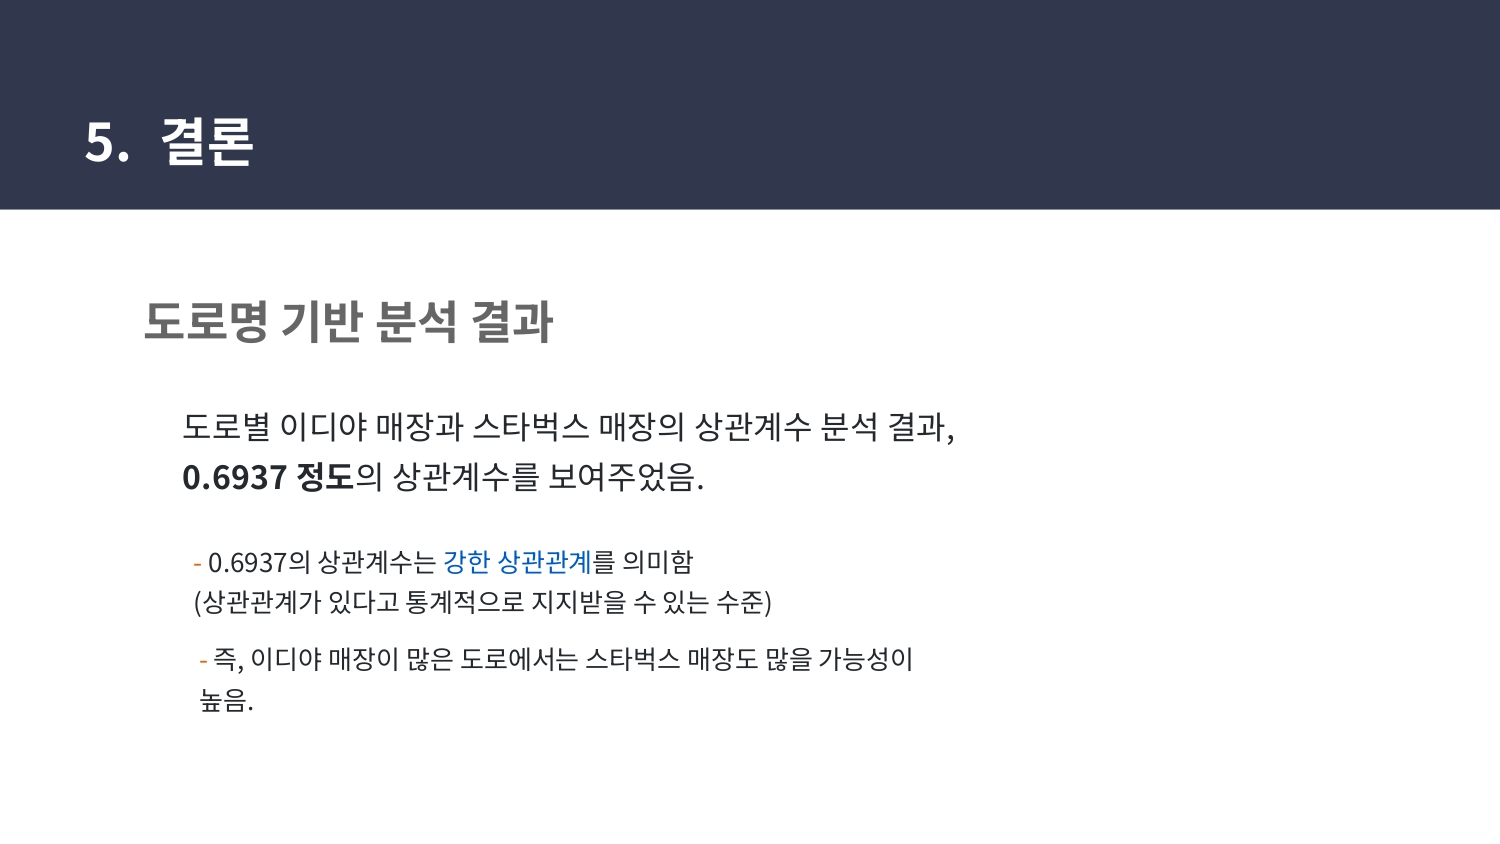 5. 결론
도로명 기반 분석 결과
도로별 이디야 매장과 스타벅스 매장의 상관계수 분석 결과,
0.6937 정도의 상관계수를 보여주었음.
- 0.6937의 상관계수는 강한 상관관계를 의미함
(상관관계가 있다고 통계적으로 지지받을 수 있는 수준)
- 즉, 이디야 매장이 많은 도로에서는 스타벅스 매장도 많을 가능성이
높음.